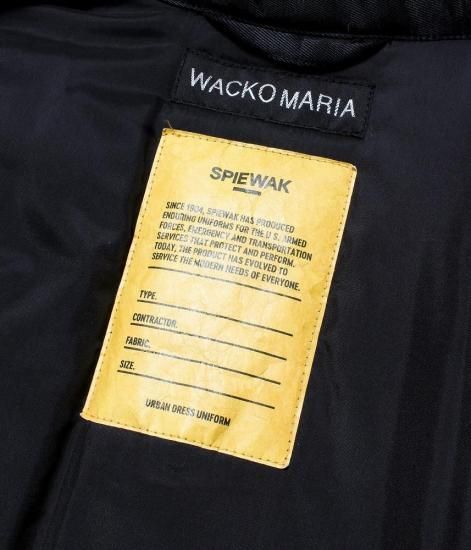 WACKO MARIA
SPIEWAK
SINCE 1904, SPIEWAK HAS PRODUCED
ENDURING UNIFORMS FOR THE U.S. ARMED
FORCES, EMERGENCY AND TRANSPORTATION
SERVICES THAT PROTECT AND PERFORM.
TODAY, THE PRODUCT HAS EVOLVED TO
SERVICE THE MODERN NEEDS OF EVERYONE.
TYPE.
CONTRACTOR.
FABRIC.
SIZE.
URBAN DRESS UNIFORM